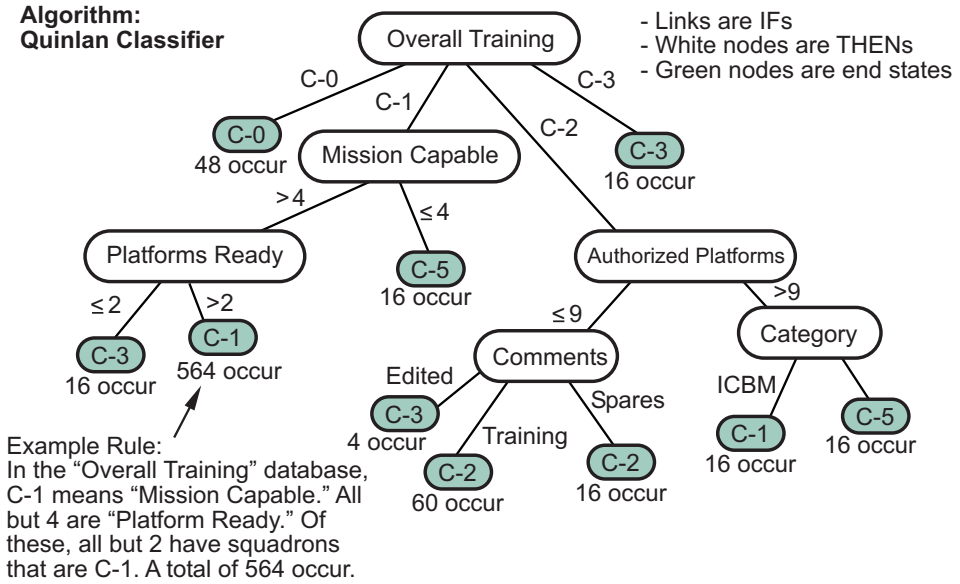 Algorithm:
Quinlan Classifier
Overall Training
- Links are IFs
- White nodes are THENs
- Green nodes are end states
C-0
C-1
C-2
C-3
C-0
48 occur
Mission Capable
C-3
16 occur
>4
≤ 4
Platforms Ready
C-5
16 occur
Authorized Platforms
≤ 2
>2
≤ 9
>9
C-3
16 occur
C-1
564 occur
Comments
Category
Edited
Training
Spares
ICBM
C-3
4 occur
C-2
60 occur
C-2
16 occur
C-1
16 occur
C-5
16 occur
Example Rule:
In the “Overall Training” database,
C-1 means “Mission Capable.” All
but 4 are “Platform Ready.” Of
these, all but 2 have squadrons
that are C-1. A total of 564 occur.